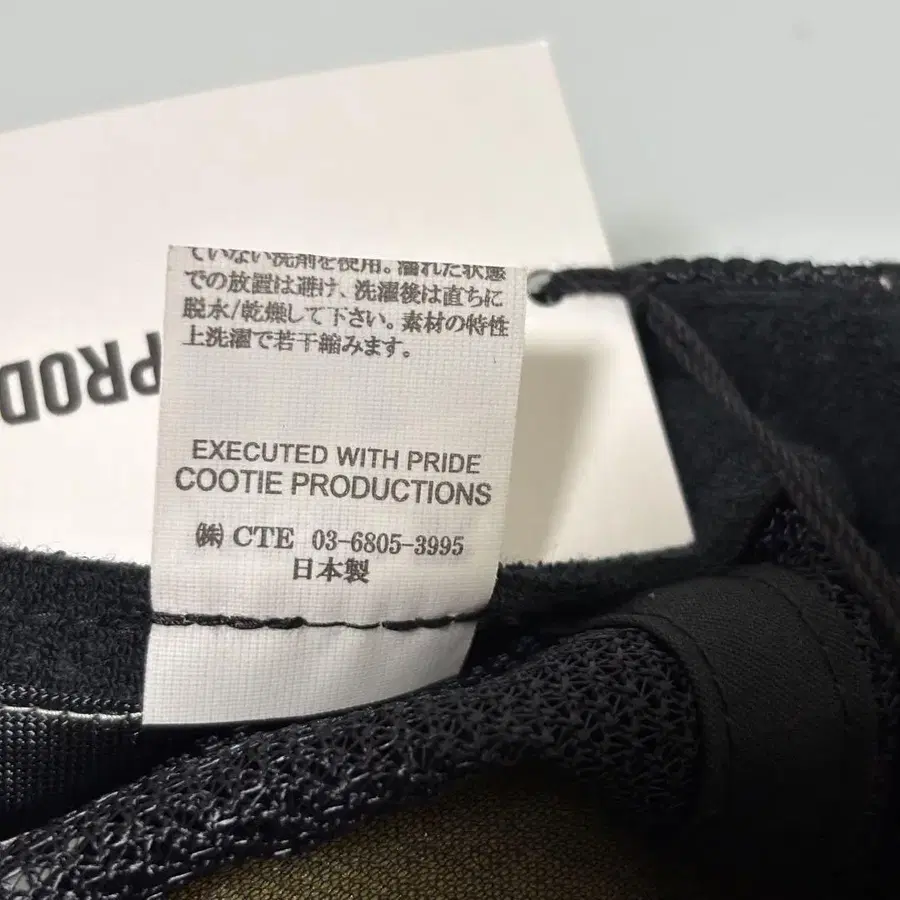 ていない洗剤を使用。濡れた状態
での放置は避け、洗濯後は直ちに
脱水/乾燥して下さい。素材の特性
上洗濯で若干縮みます。
EXECUTED WITH PRIDE
COOTIE PRODUCTIONS
㈱ CTE 03-6805-3995
日本製
PROD